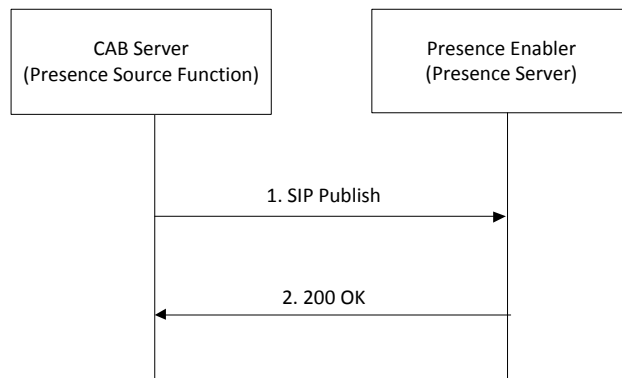 CAB Server
(Presence Source Function)
Presence Enabler
(Presence Server)
1. SIP Publish
2. 200 OK